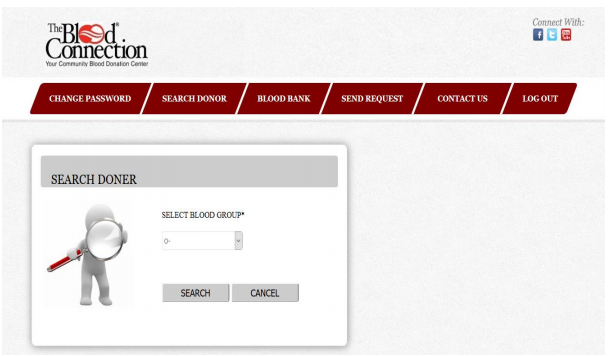 The Blood
Connection
Your Community Blood Donation Center
Connect With:
CHANGE PASSWORD
SEARCH DONOR
BLOOD BANK
SEND REQUEST
CONTACT US
LOG OUT
SEARCH DONER
SELECT BLOOD GROUP*
O-
SEARCH
CANCEL